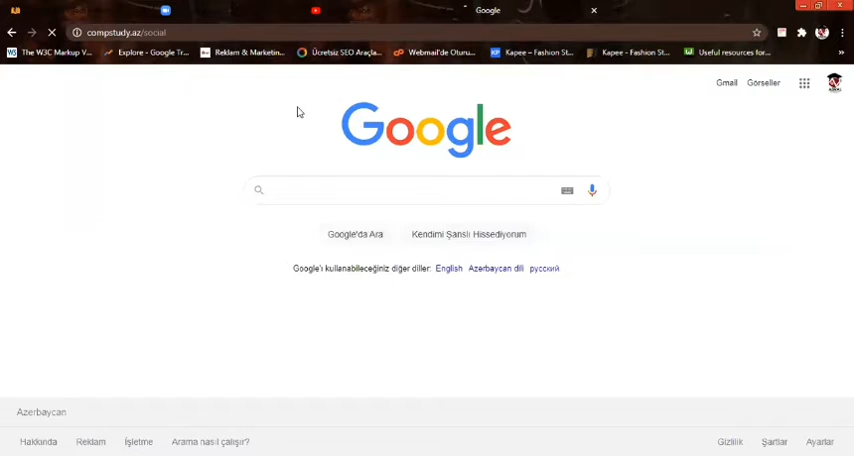 Google
compstudy.az/social
The W3C Markup V...
Explore - Google Tr...
Reklam & Marketin...
Ücretsiz SEO Araçla...
Webmail'de Oturu...
Kapee – Fashion St...
Kapee - Fashion St...
Useful resources for...
Gmail Görseller
Google
Google'da Ara Kendimi Şanslı Hissediyorum
Google'ı kullanabileceğiniz diğer diller: English Azərbaycan dili русский
Azerbaycan
Hakkında Reklam İşletme Arama nasıl çalışır? Gizlilik Şartlar Ayarlar